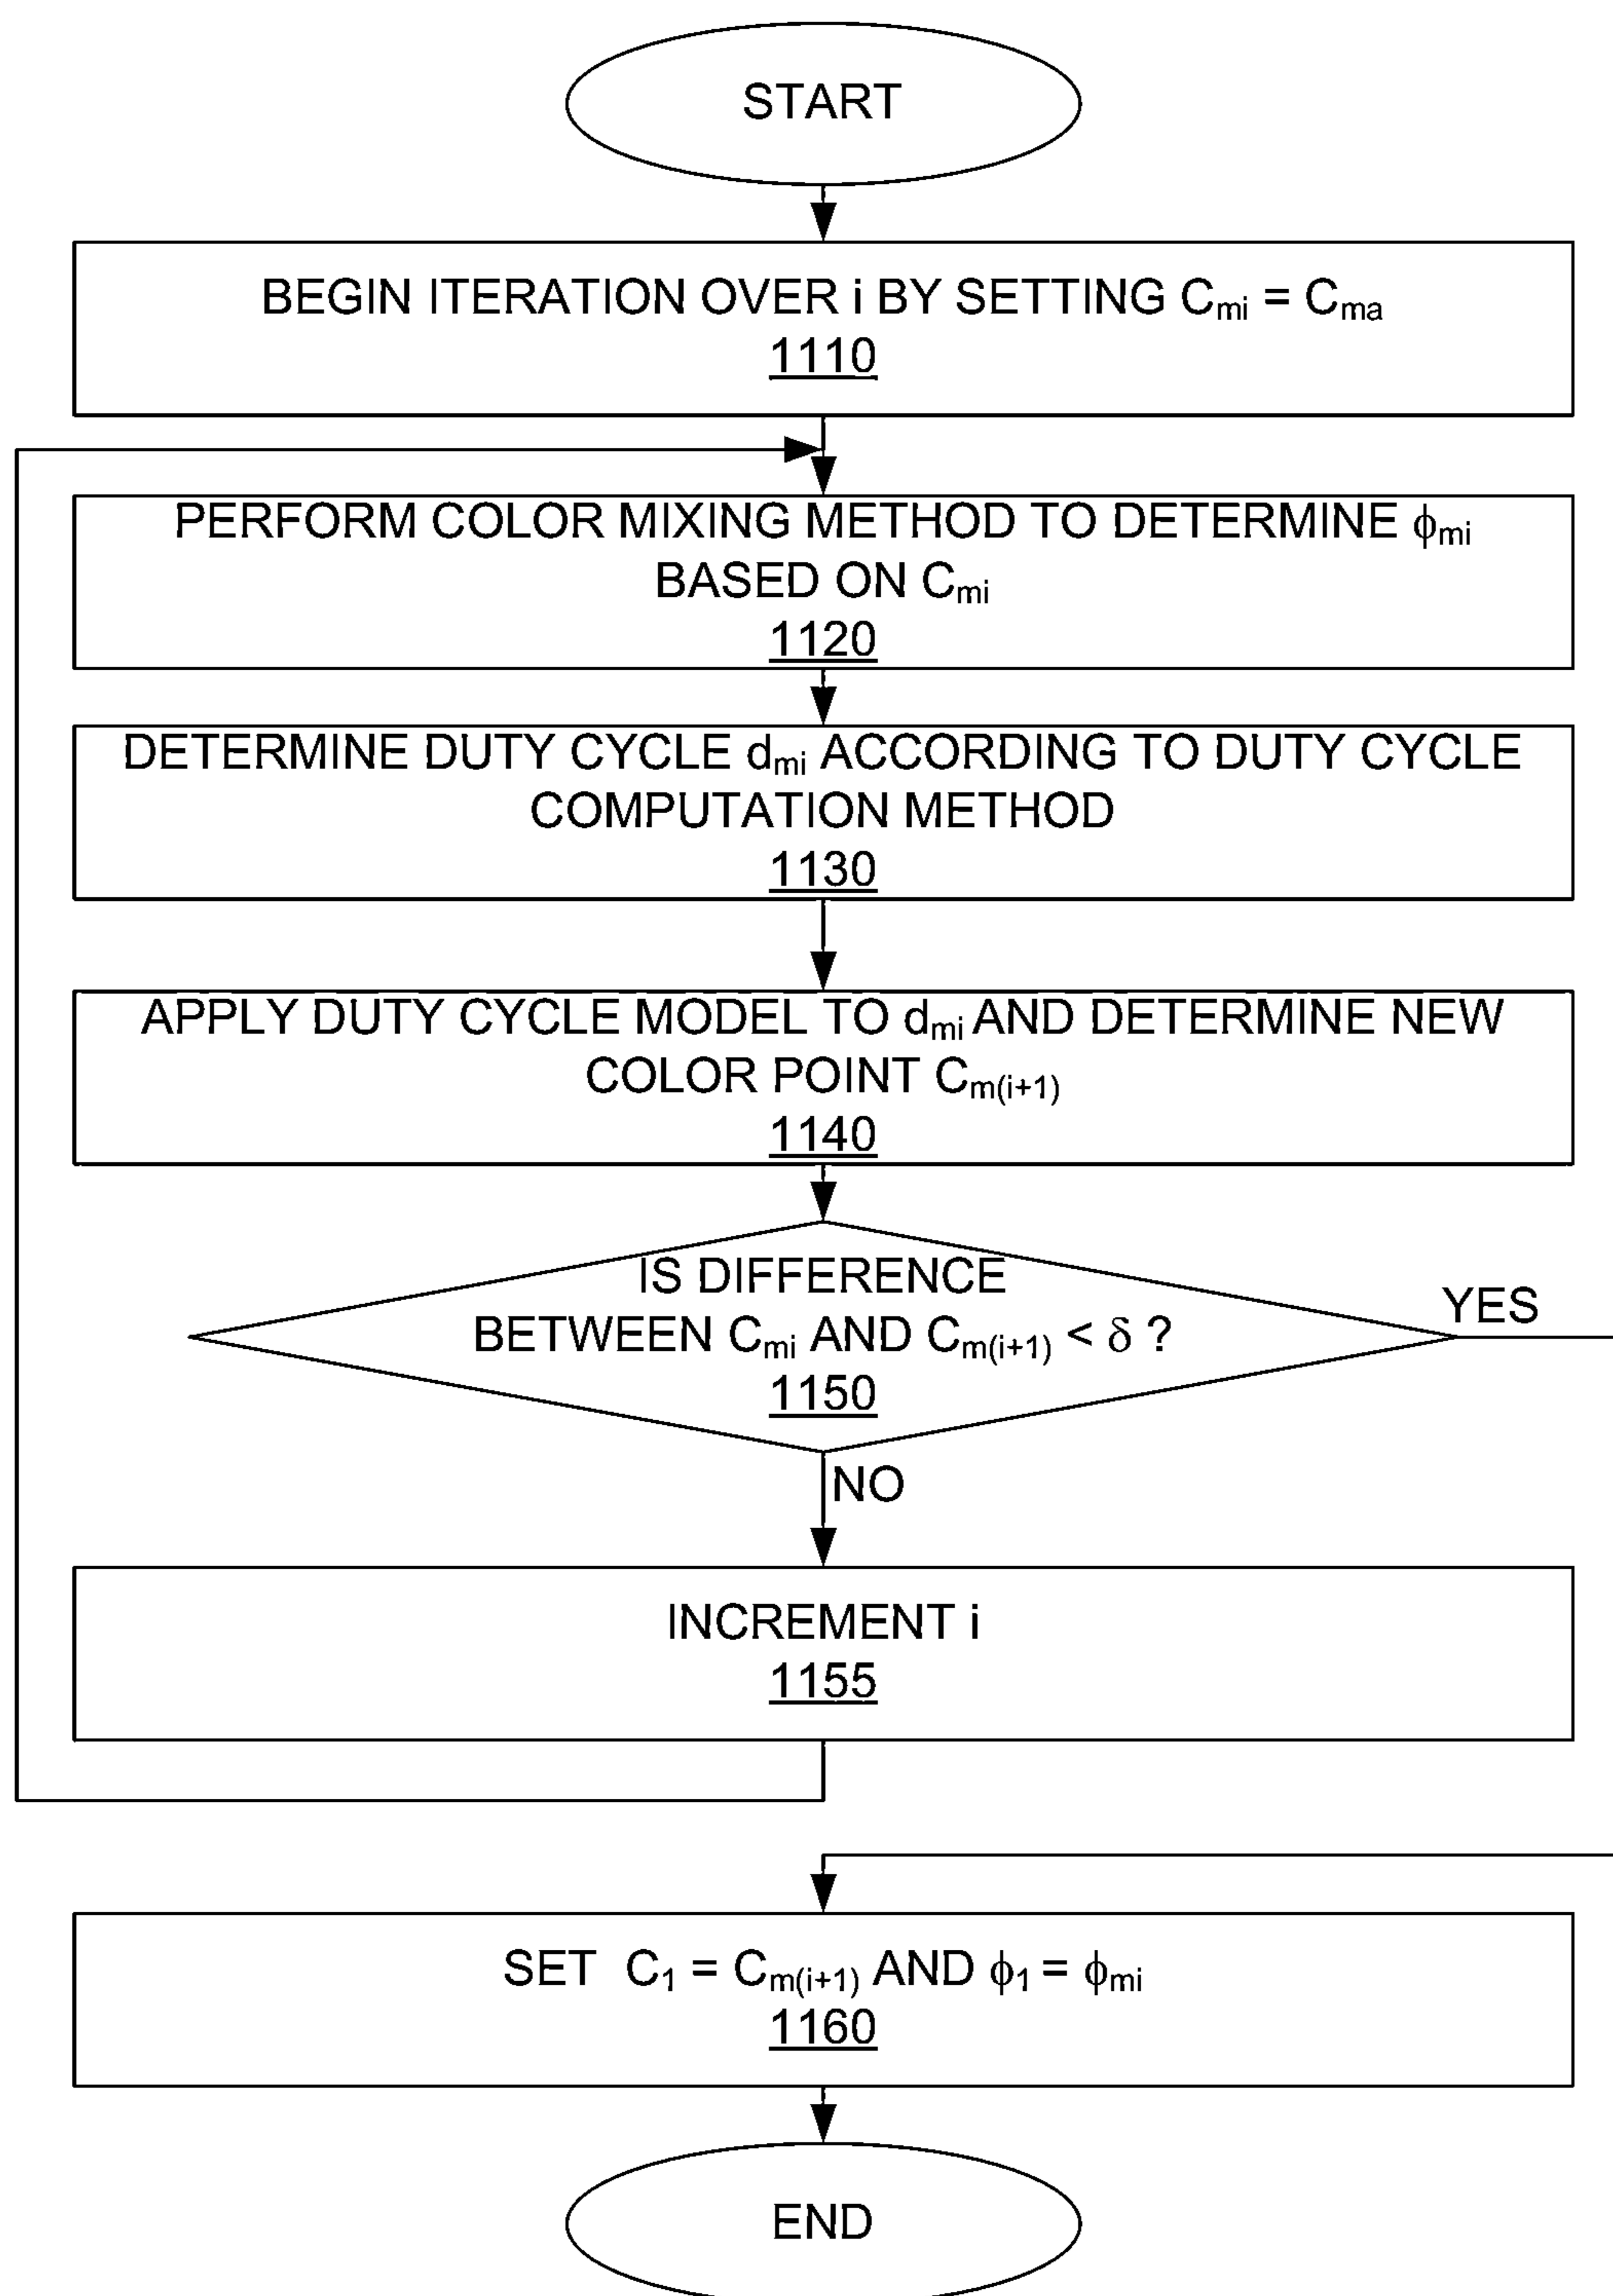 START
BEGIN ITERATION OVER i BY SETTING Cmi = Cma
1110
PERFORM COLOR MIXING METHOD TO DETERMINE ϕmi
BASED ON Cmi
1120
DETERMINE DUTY CYCLE dmi ACCORDING TO DUTY CYCLE
COMPUTATION METHOD
1130
APPLY DUTY CYCLE MODEL TO dmi AND DETERMINE NEW
COLOR POINT Cm(i+1)
1140
IS DIFFERENCE
BETWEEN Cmi AND Cm(i+1) < δ ?
1150
YES
NO
INCREMENT i
1155
SET C1 = Cm(i+1) AND ϕ1 = ϕmi
1160
END